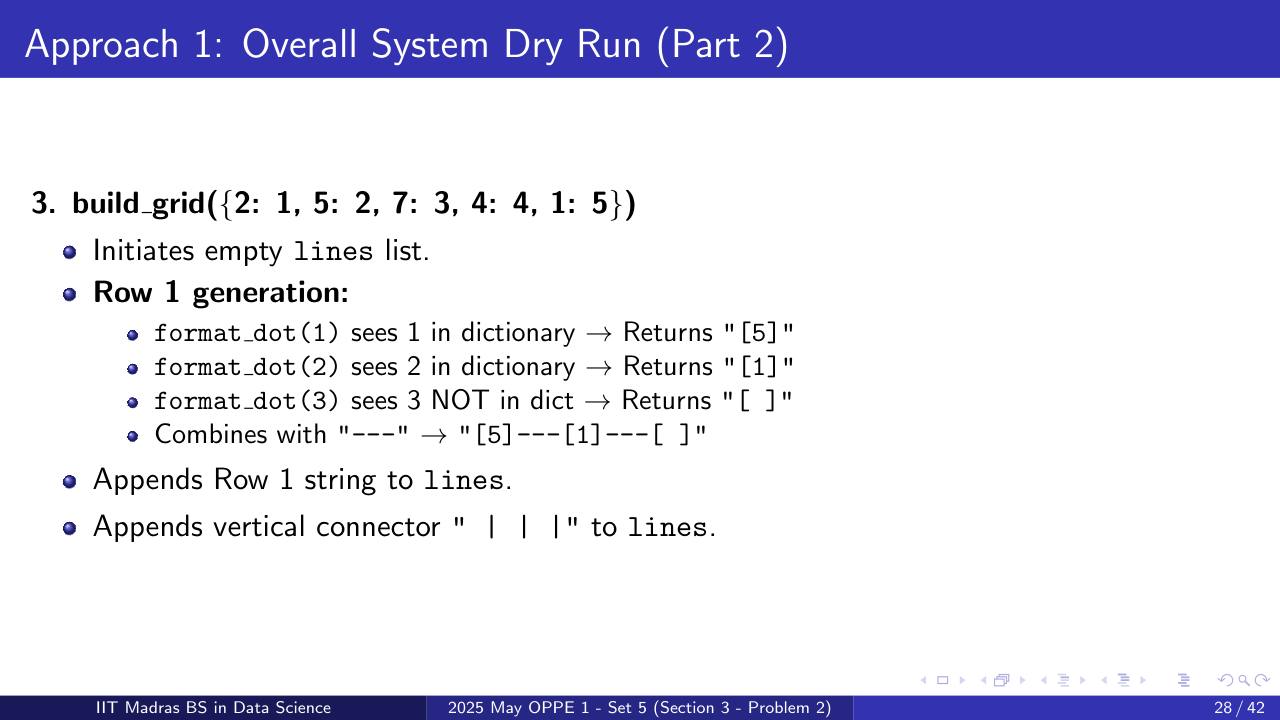 Approach 1: Overall System Dry Run (Part 2)
3. build_grid({2: 1, 5: 2, 7: 3, 4: 4, 1: 5})
Initiates empty lines list.
Row 1 generation:
format_dot(1) sees 1 in dictionary → Returns "[5]"
format_dot(2) sees 2 in dictionary → Returns "[1]"
format_dot(3) sees 3 NOT in dict → Returns "[ ]"
Combines with "---" → "[5]---[1]---[ ]"
Appends Row 1 string to lines.
Appends vertical connector " | | |" to lines.
IIT Madras BS in Data Science
2025 May OPPE 1 - Set 5 (Section 3 - Problem 2)
28 / 42